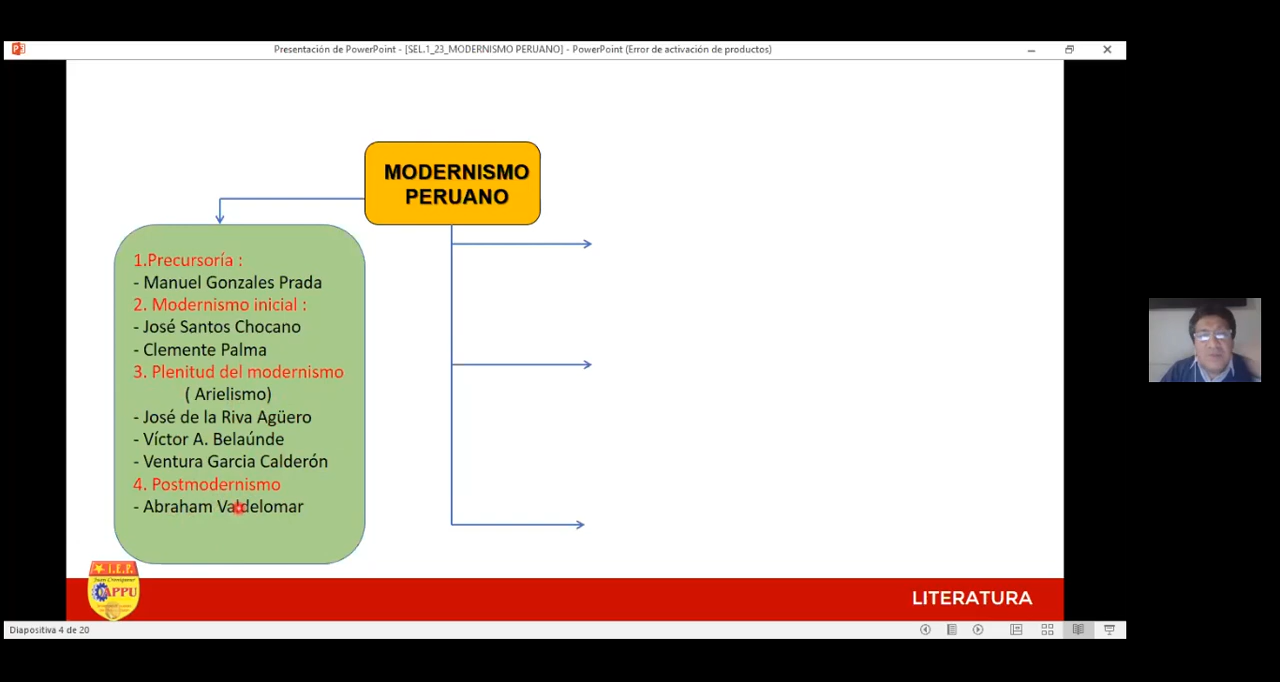 Presentación de PowerPoint - [SEL.1_23_MODERNISMO PERUANO] - PowerPoint (Error de activación de productos)
MODERNISMO
PERUANO
1.Precursoría :
- Manuel Gonzales Prada
2. Modernismo inicial :
- José Santos Chocano
- Clemente Palma
3. Plenitud del modernismo
( Arielismo)
- José de la Riva Agüero
- Víctor A. Belaúnde
- Ventura Garcia Calderón
4. Postmodernismo
- Abraham Valdelomar
I.E.P.
APPU
LITERATURA
Diapositiva 4 de 20